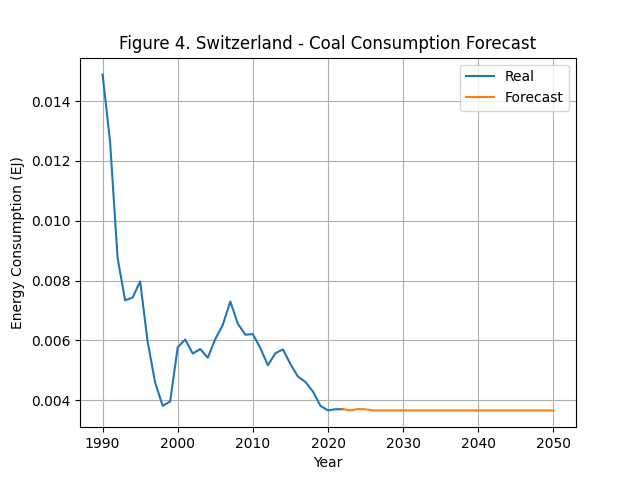 Figure 4. Switzerland - Coal Consumption Forecast
Real
Forecast
Energy Consumption (EJ)
0.014
0.012
0.010
0.008
0.006
0.004
1990 2000 2010 2020 2030 2040 2050
Year